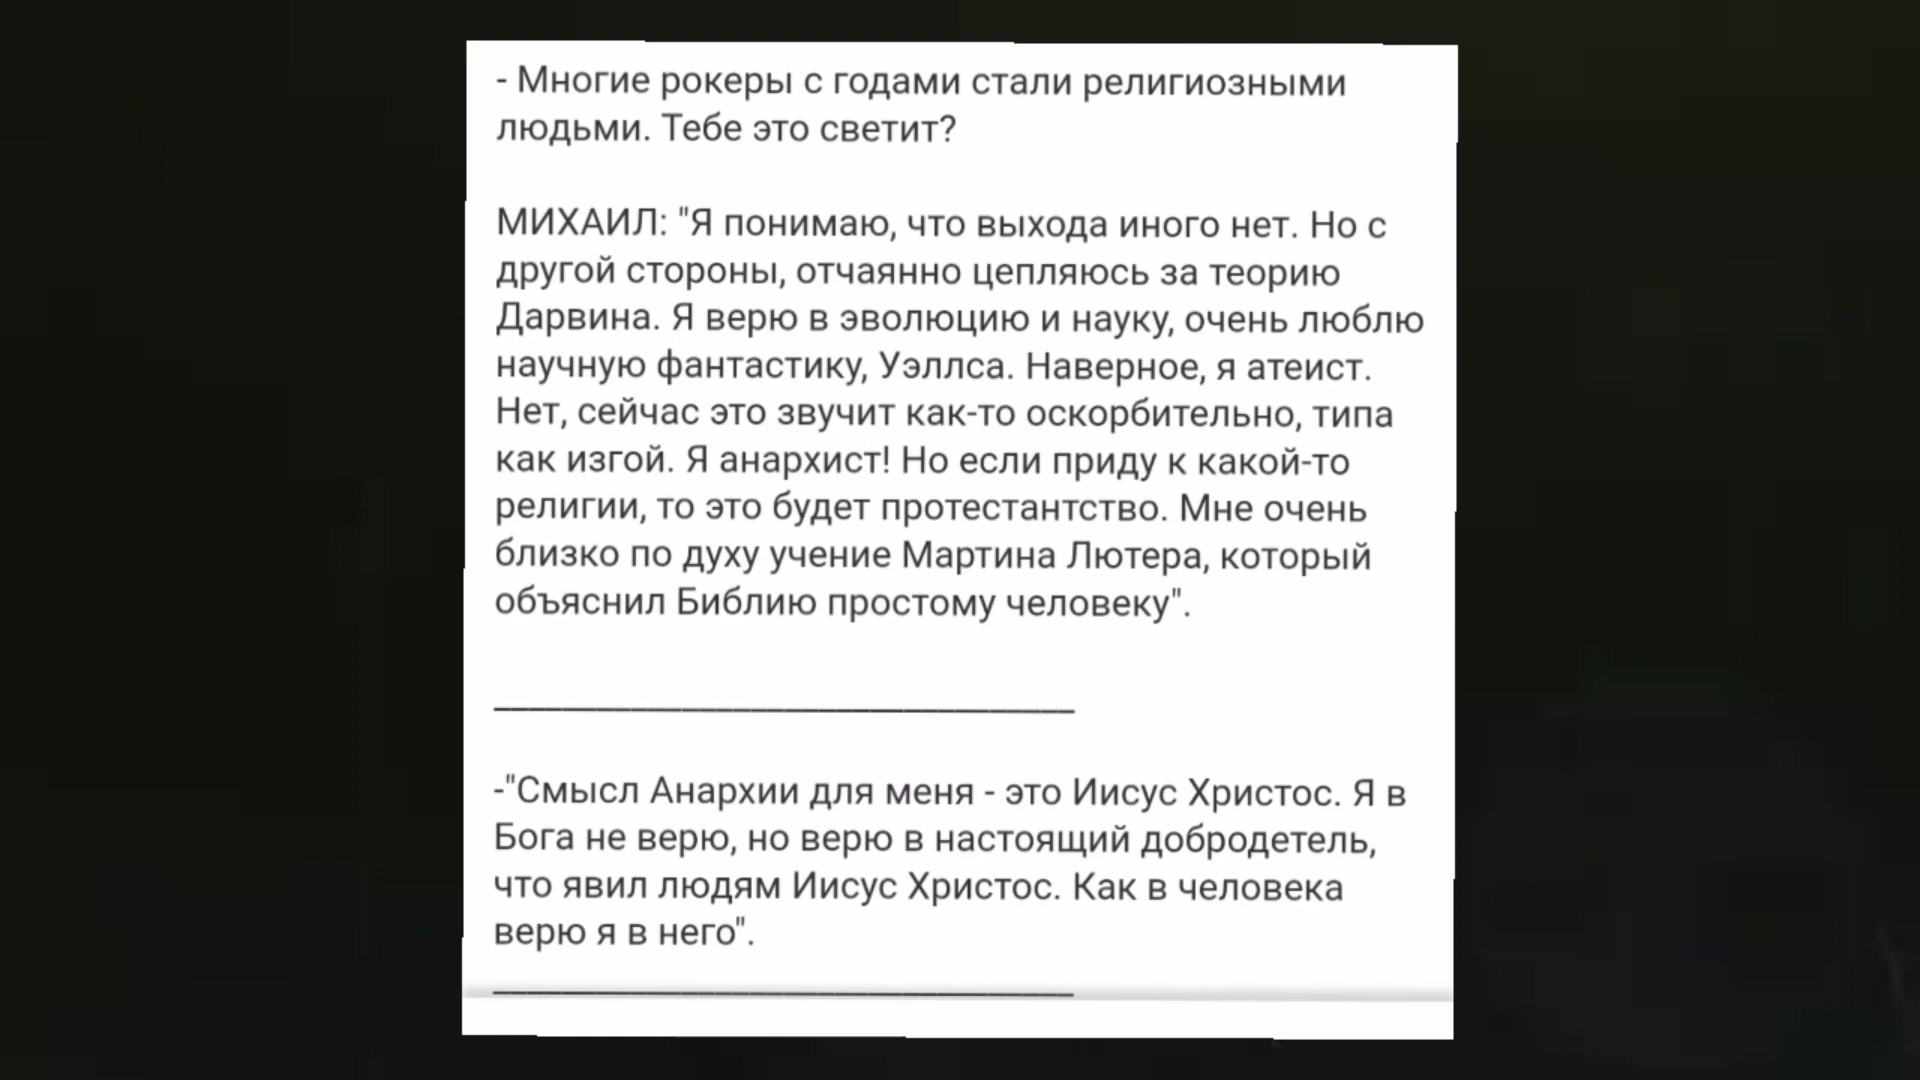 - Многие рокеры с годами стали религиозными
людьми. Тебе это светит?
МИХАИЛ: "Я понимаю, что выхода иного нет. Но с
другой стороны, отчаянно цепляюсь за теорию
Дарвина. Я верю в эволюцию и науку, очень люблю
научную фантастику, Уэллса. Наверное, я атеист.
Нет, сейчас это звучит как-то оскорбительно, типа
как изгой. Я анархист! Но если приду к какой-то
религии, то это будет протестантство. Мне очень
близко по духу учение Мартина Лютера, который
объяснил Библию простому человеку".
-"Смысл Анархии для меня - это Иисус Христос. Я в
Бога не верю, но верю в настоящий добродетель,
что явил людям Иисус Христос. Как в человека
верю я в него".